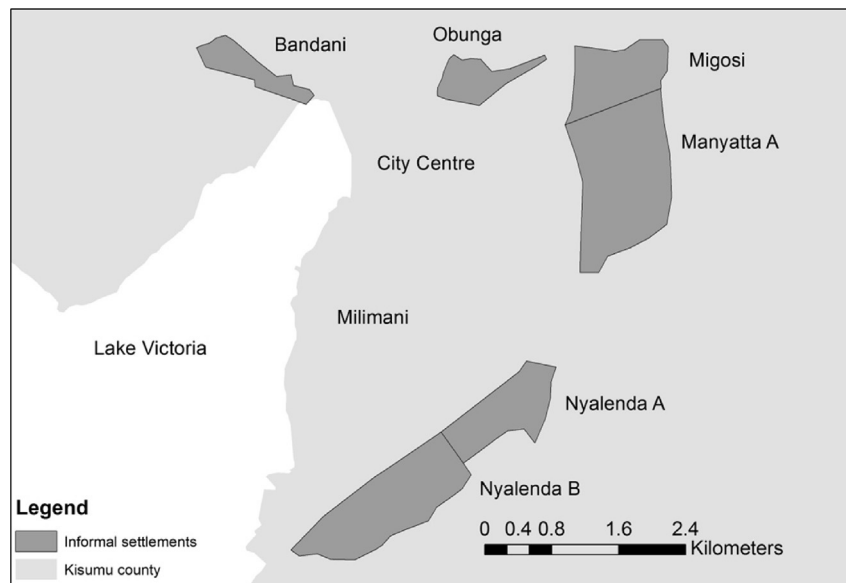 Bandani
Obunga
Migosi
Manyatta A
City Centre
Milimani
Lake Victoria
Nyalenda A
Nyalenda B
Legend
Informal settlements
Kisumu county
0 0.4 0.8 1.6 2.4
Kilometers